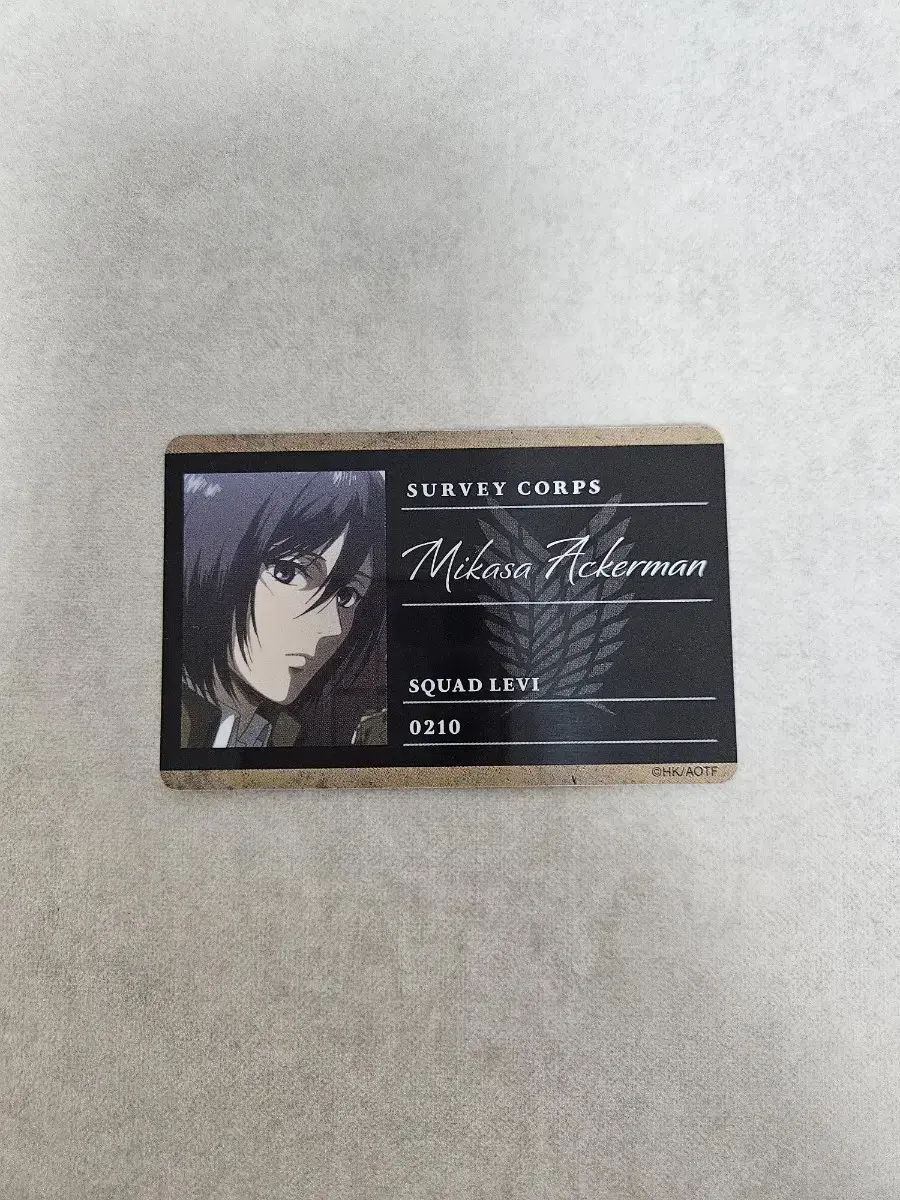 SURVEY CORPS
Mikasa Ackerman
SQUAD LEVI
0210
©HK/AOTF